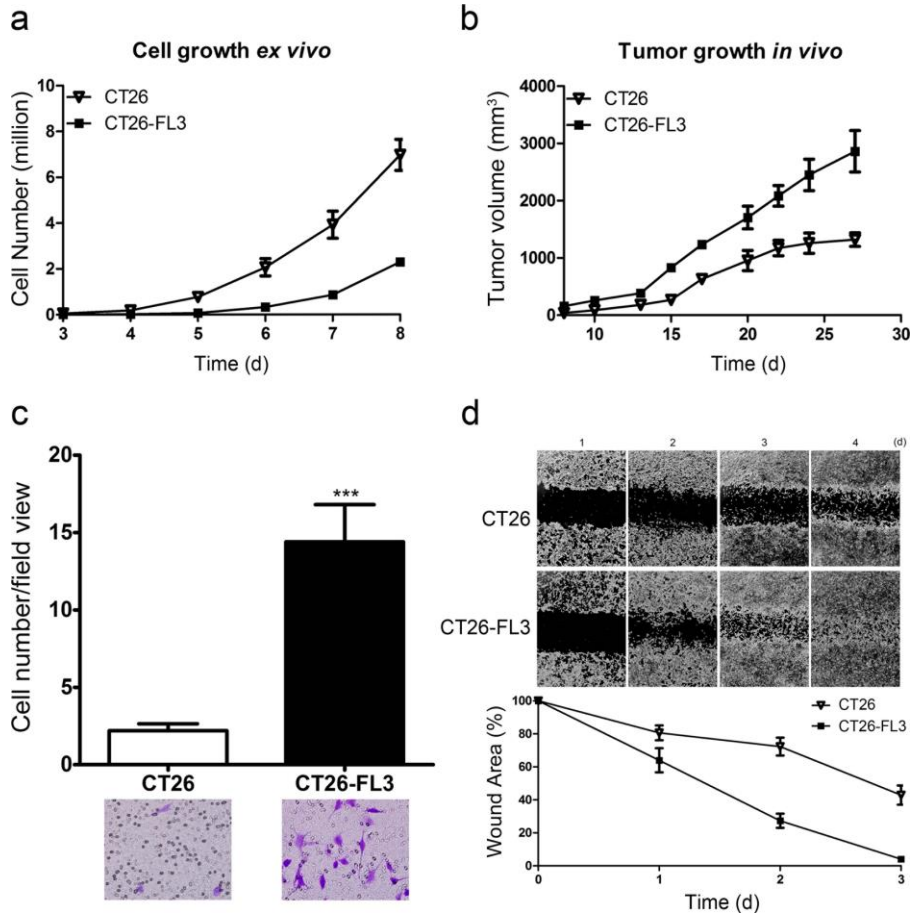 a
Cell growth ex vivo
CT26
CT26-FL3
Cell Number (million)
10
8
6
4
2
0
3 4 5 6 7 8
Time (d)
b
Tumor growth in vivo
CT26
CT26-FL3
Tumor volume (mm³)
4000
3000
2000
1000
0
10 15 20 25 30
Time (d)
c
Cell number/field view
20
15
10
5
0
***
CT26 CT26-FL3
d
1 2 3 4 (d)
CT26
CT26-FL3
CT26
CT26-FL3
Wound Area (%)
100
80
60
40
20
0
0 1 2 3
Time (d)